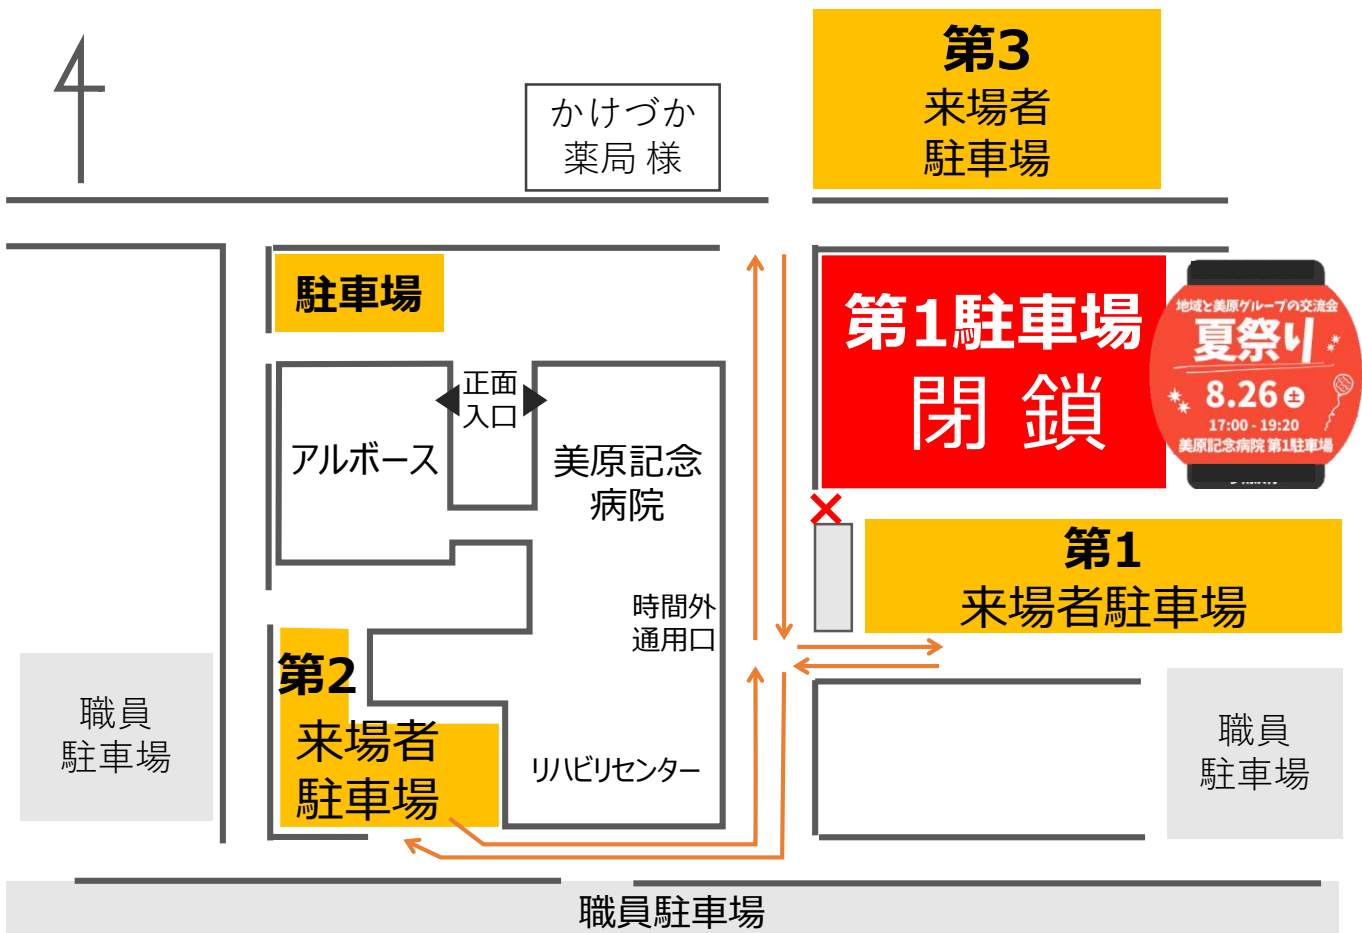 第3
来場者
駐車場
かけづか
薬局 様
駐車場
第1駐車場
閉 鎖
地域と美原グループの交流会
夏祭り
8.26 土
17:00 - 19:20
美原記念病院 第1駐車場
正面
入口
アルボース
美原記念
病院
第1
来場者駐車場
時間外
通用口
第2
来場者
駐車場
リハビリセンター
職員
駐車場
職員
駐車場
職員駐車場